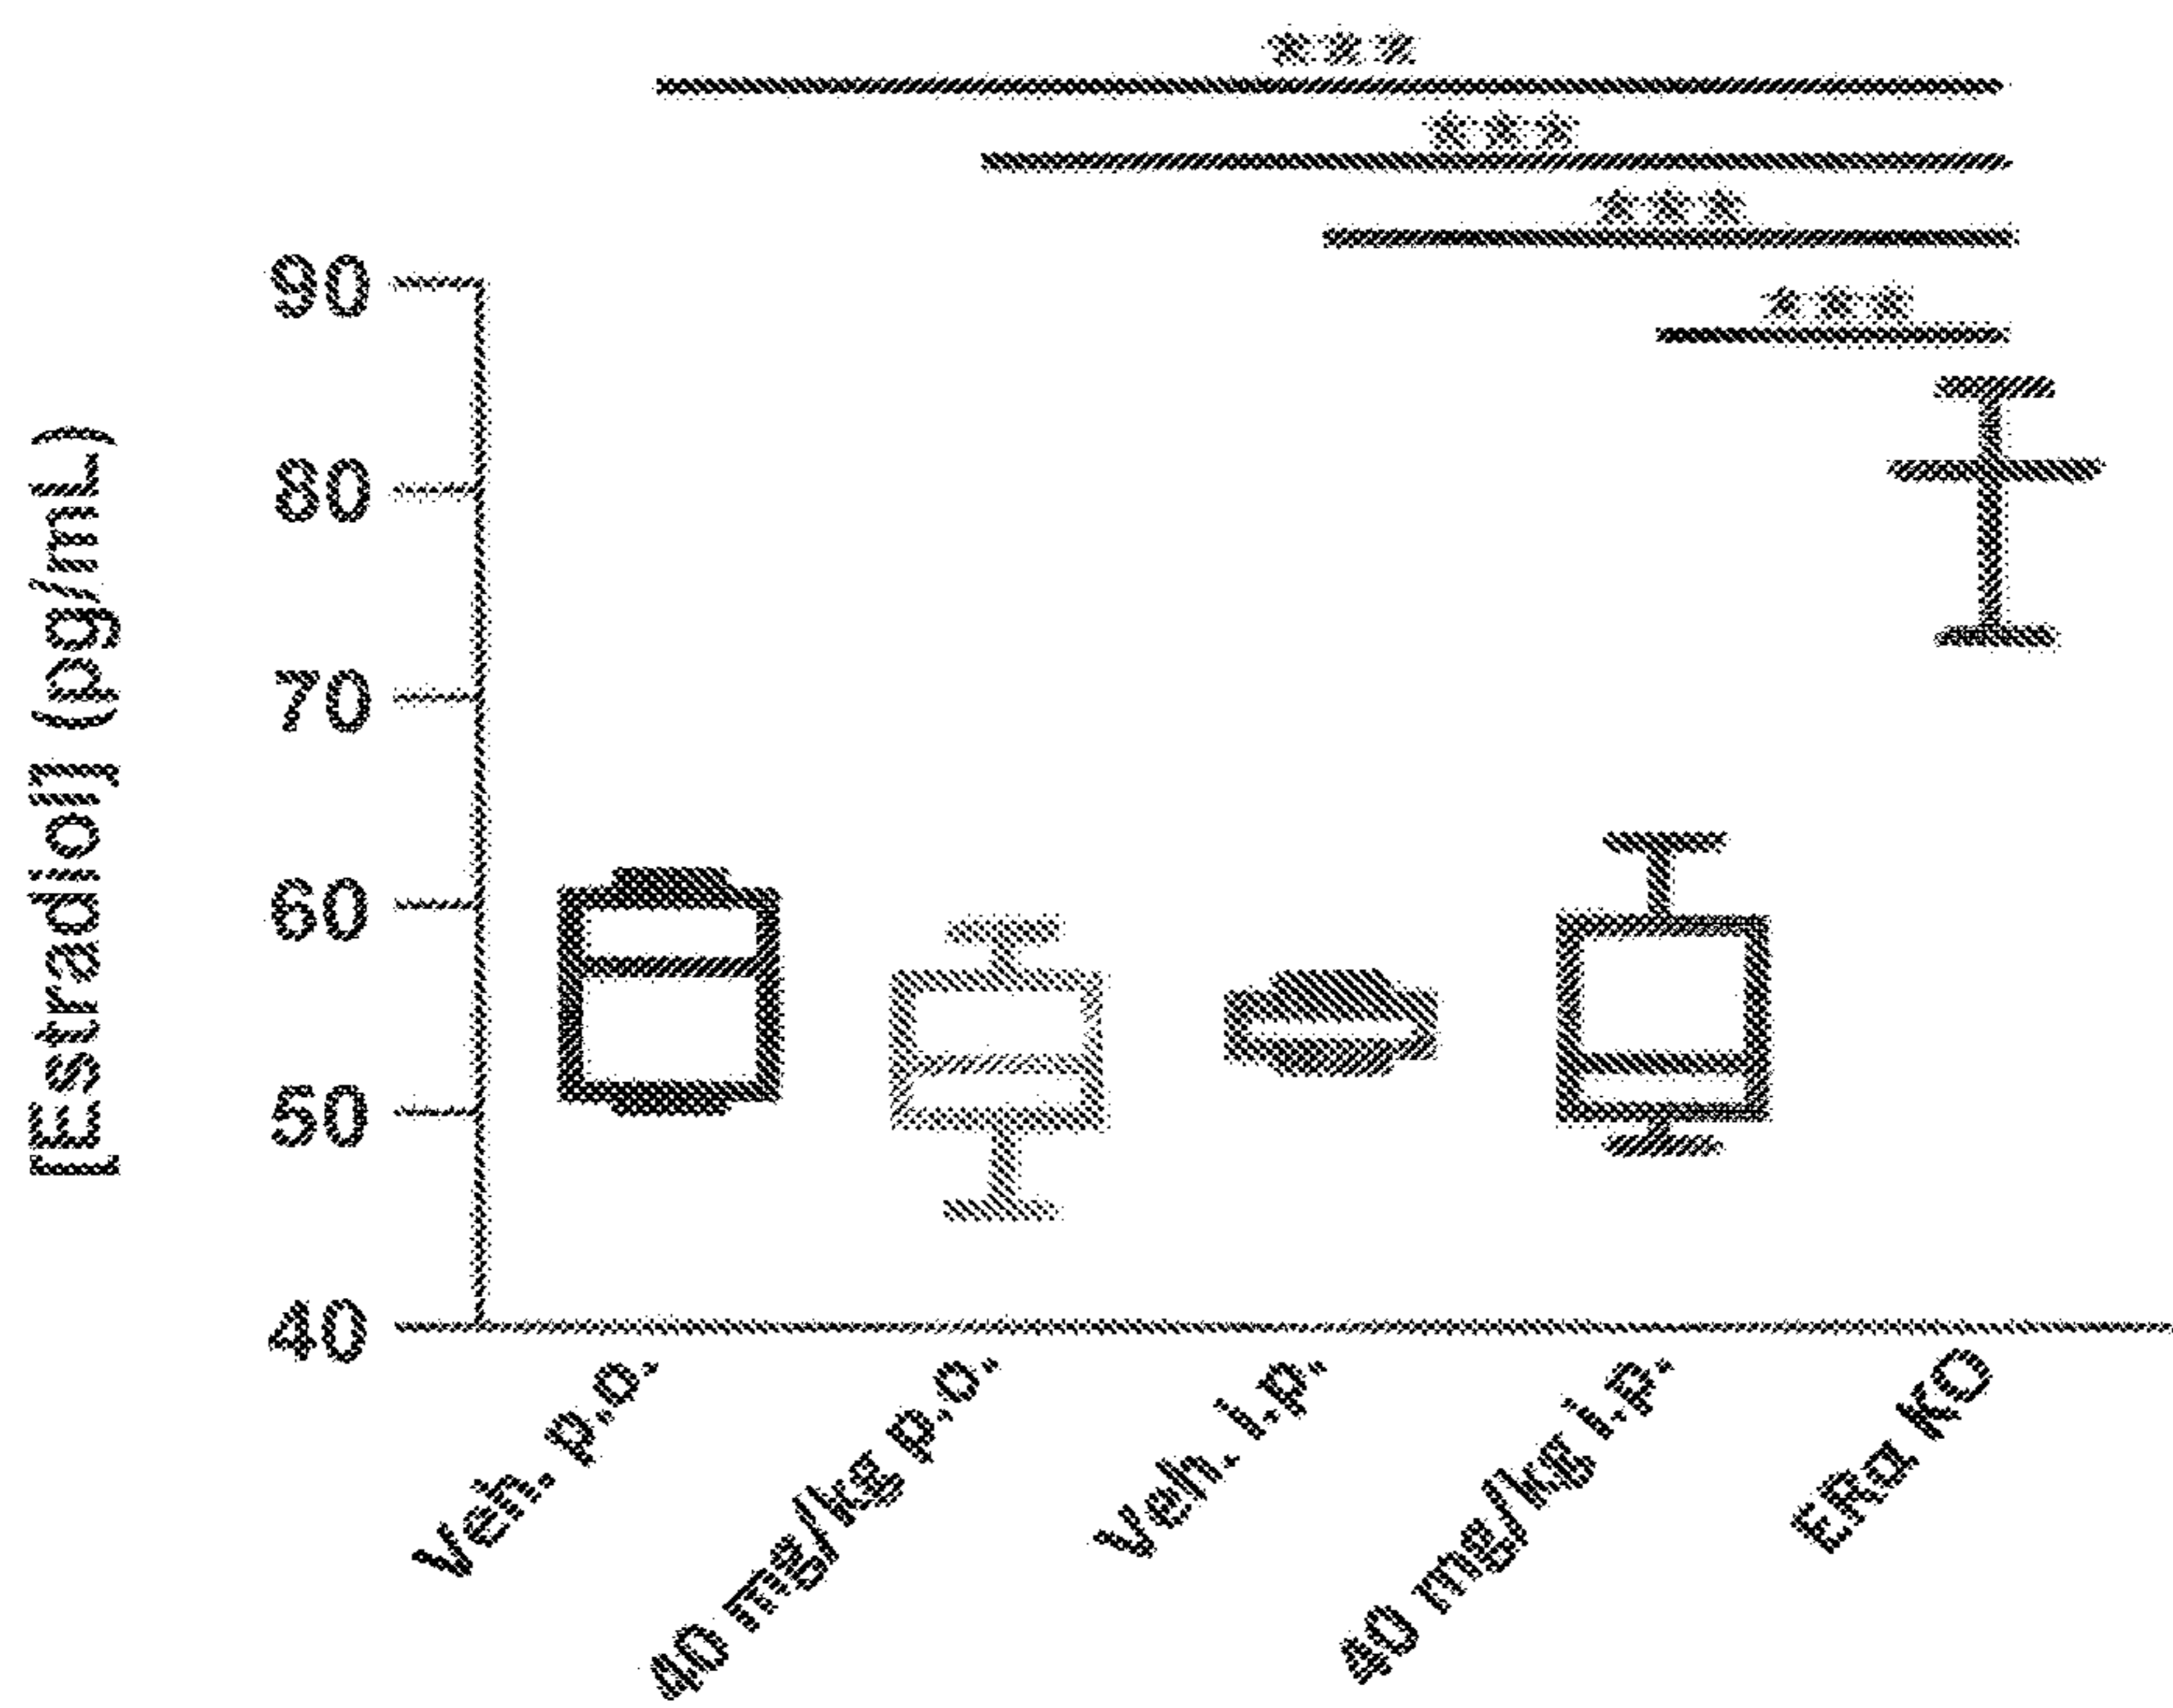 ***
***
***
***
90
80
70
60
50
40
[Estradiol] (pg/mL)
Veh. p.o.
40 mg/kg p.o.
Veh. i.p.
40 mg/kg i.p.
ERα KO